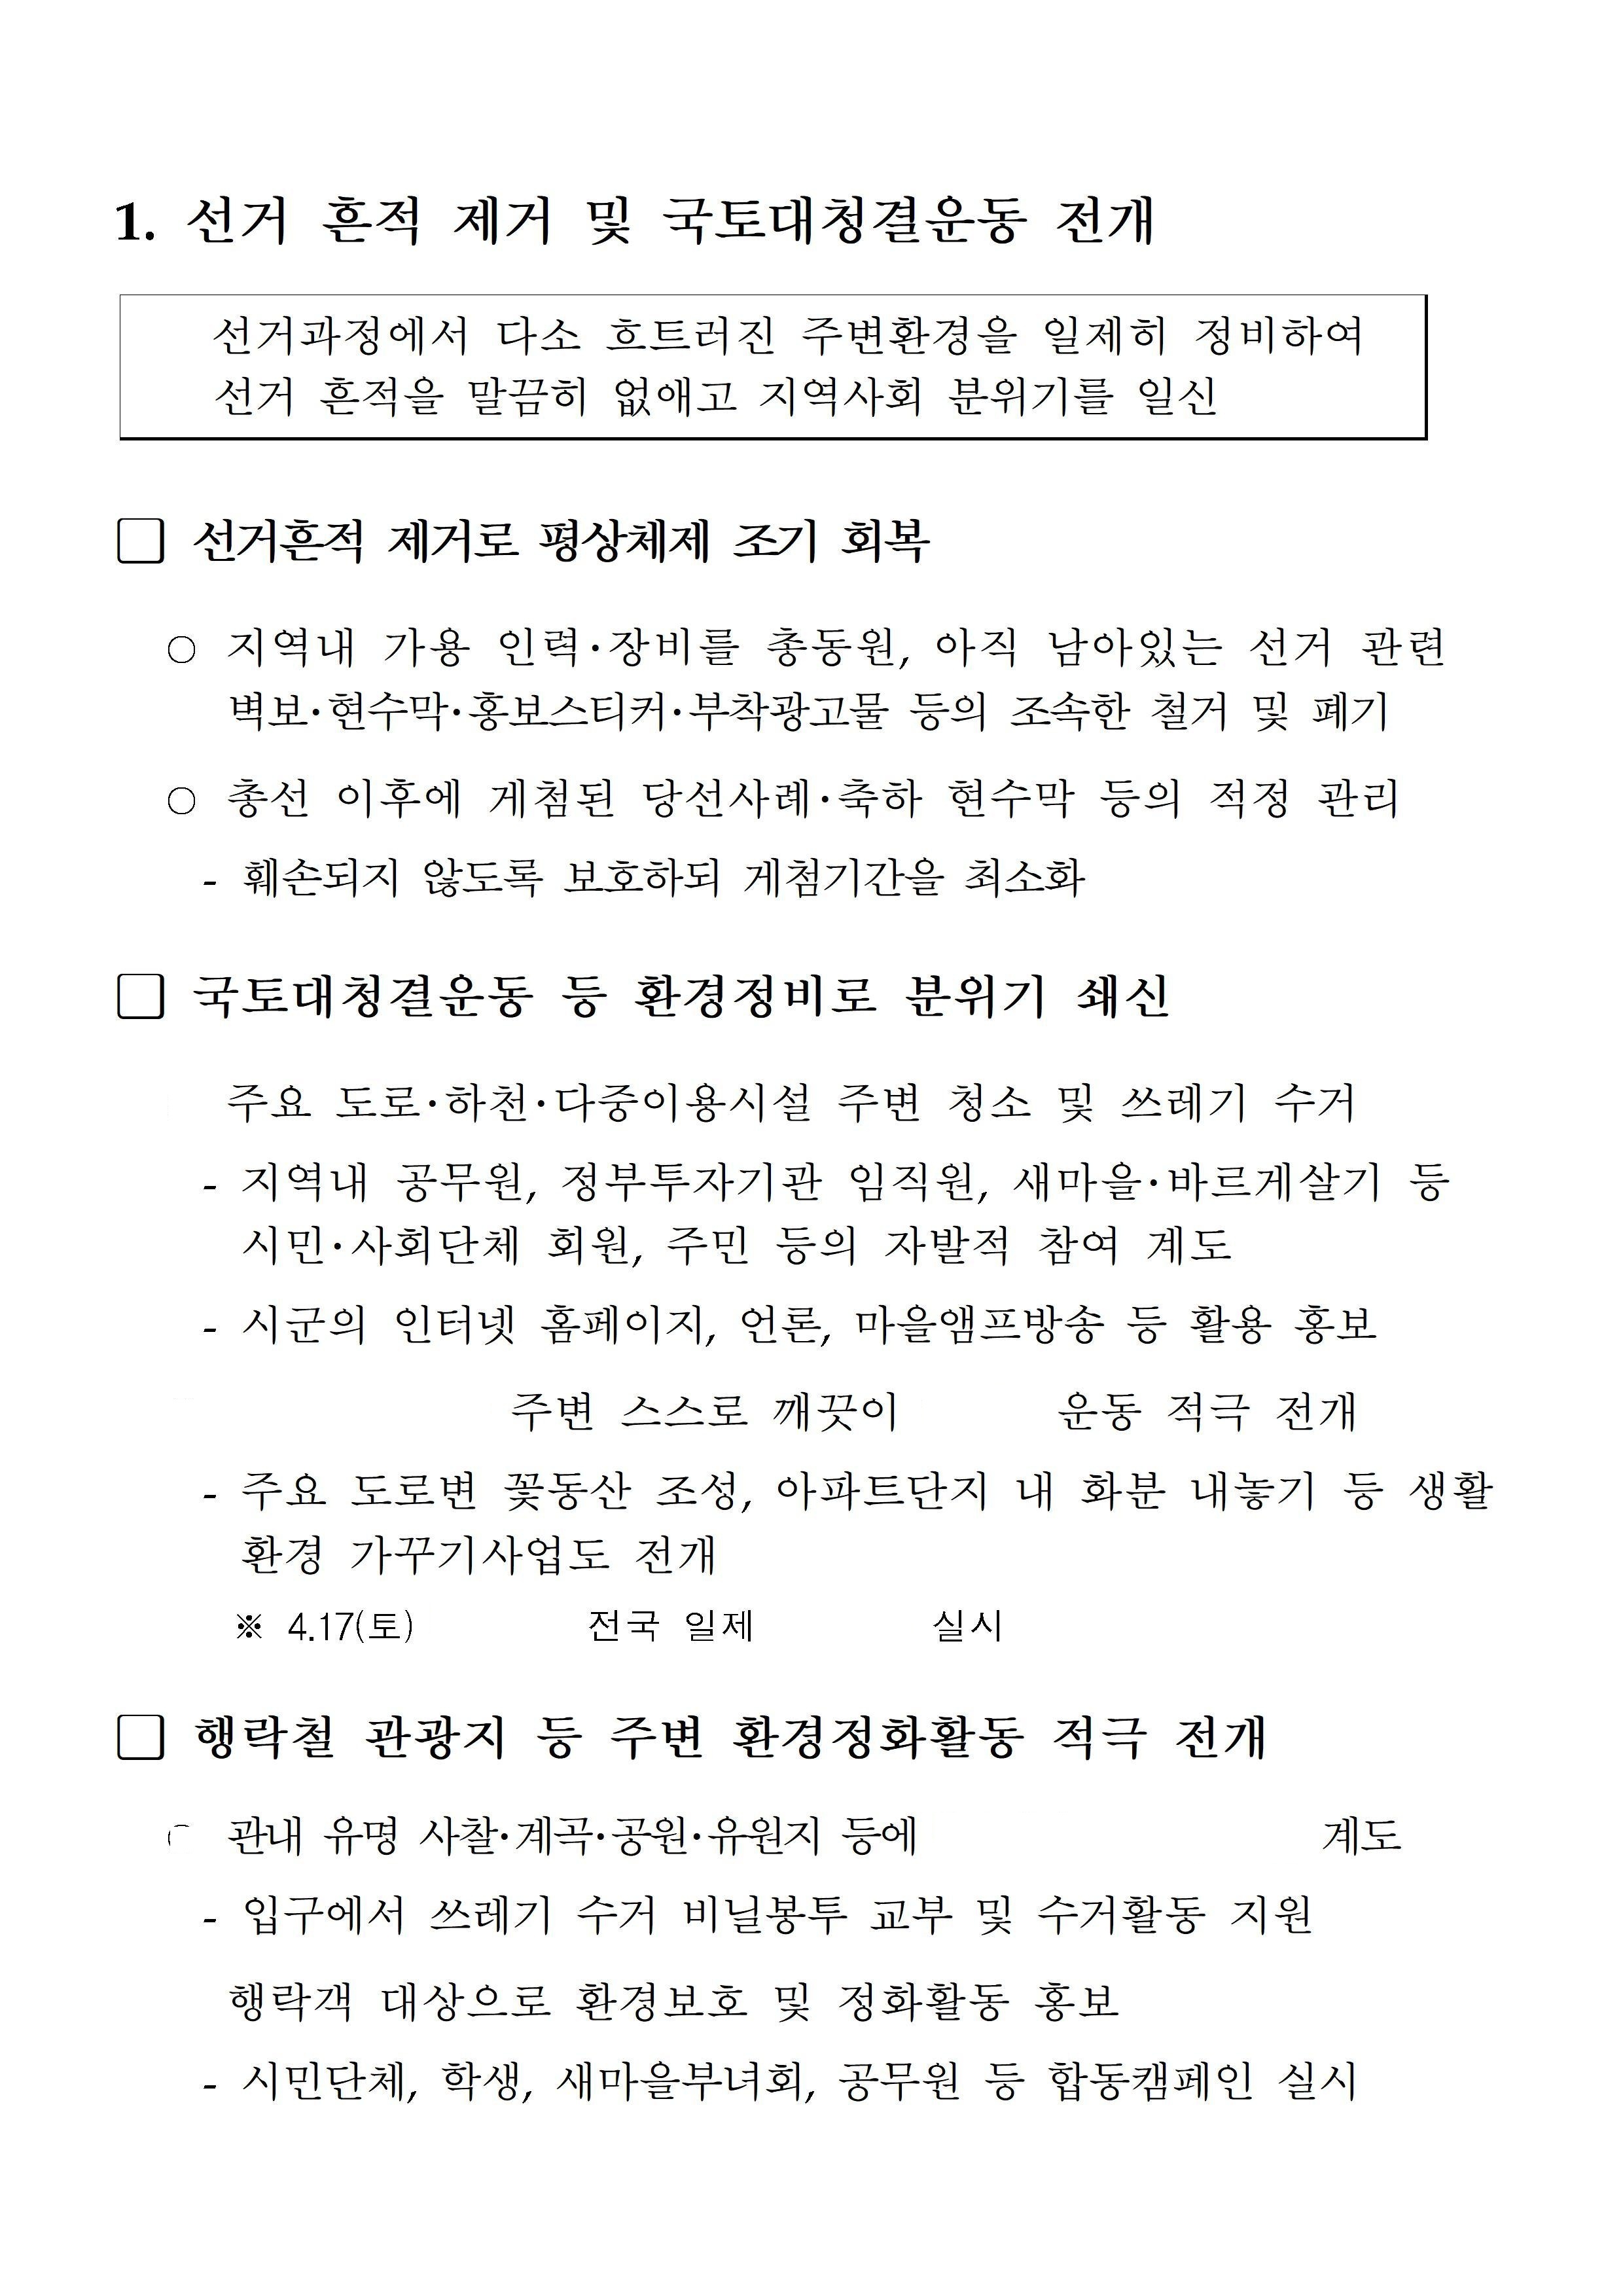 1. 선거 흔적 제거 및 국토대청결운동 전개
선거과정에서 다소 흐트러진 주변환경을 일제히 정비하여
선거 흔적을 말끔히 없애고 지역사회 분위기를 일신
□ 선거흔적 제거로 평상체제 조기 회복
○ 지역내 가용 인력·장비를 총동원, 아직 남아있는 선거 관련
벽보·현수막·홍보스티커·부착광고물 등의 조속한 철거 및 폐기
○ 총선 이후에 게첨된 당선사례·축하 현수막 등의 적정 관리
- 훼손되지 않도록 보호하되 게첨기간을 최소화
□ 국토대청결운동 등 환경정비로 분위기 쇄신
주요 도로·하천·다중이용시설 주변 청소 및 쓰레기 수거
- 지역내 공무원, 정부투자기관 임직원, 새마을·바르게살기 등
시민·사회단체 회원, 주민 등의 자발적 참여 계도
- 시군의 인터넷 홈페이지, 언론, 마을앰프방송 등 활용 홍보
주변 스스로 깨끗이 운동 적극 전개
- 주요 도로변 꽃동산 조성, 아파트단지 내 화분 내놓기 등 생활
환경 가꾸기사업도 전개
※ 4.17(토) 전국 일제 실시
□ 행락철 관광지 등 주변 환경정화활동 적극 전개
관내 유명 사찰·계곡·공원·유원지 등에 계도
- 입구에서 쓰레기 수거 비닐봉투 교부 및 수거활동 지원
행락객 대상으로 환경보호 및 정화활동 홍보
- 시민단체, 학생, 새마을부녀회, 공무원 등 합동캠페인 실시